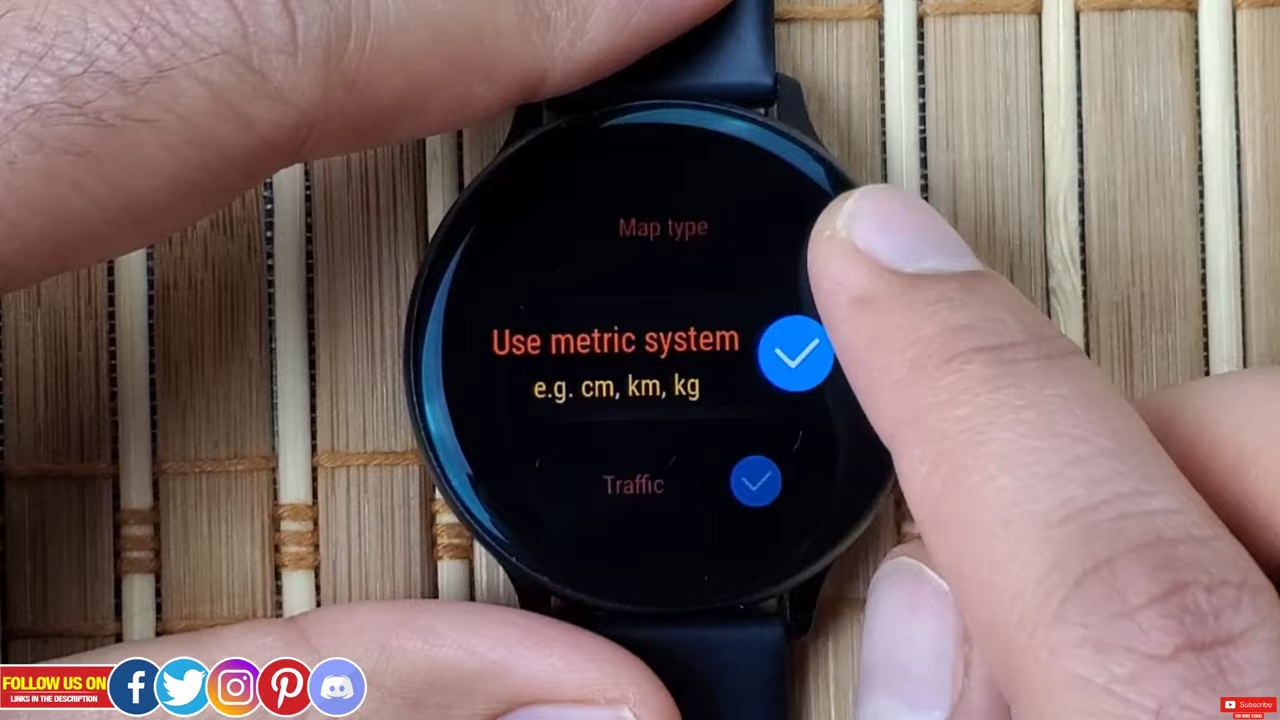 Map type
Use metric system
e.g. cm, km, kg
Traffic
FOLLOW US ON
LINKS IN THE DESCRIPTION
Subscribe